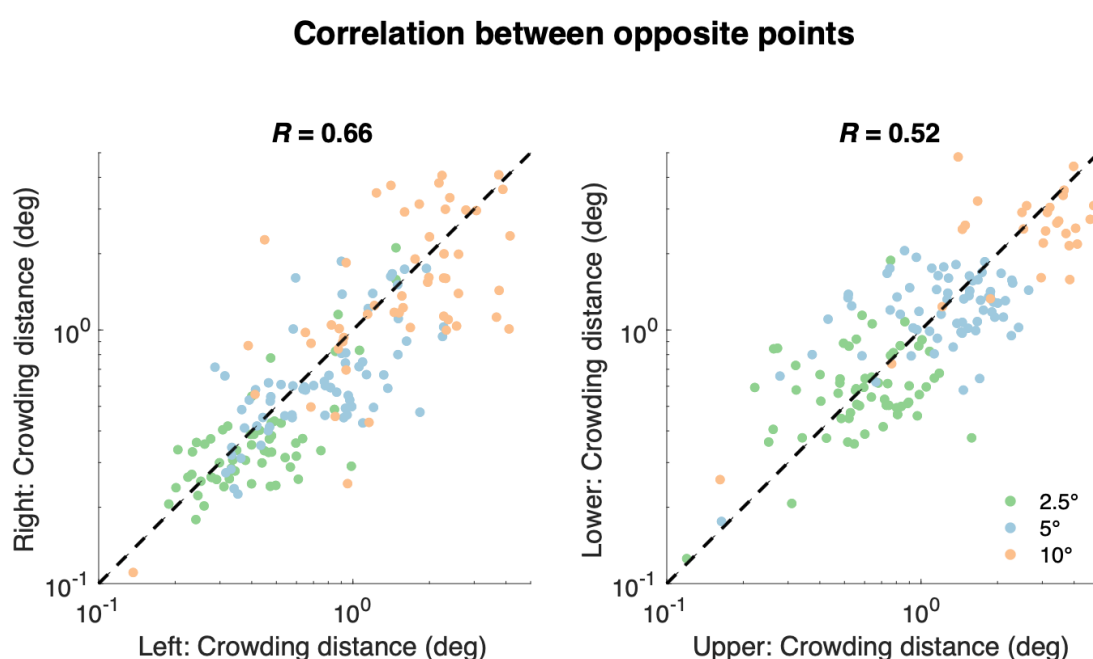 Correlation between opposite points
R = 0.66
Right: Crowding distance (deg)
10^0
10^-1
10^-1
10^0
Left: Crowding distance (deg)
R = 0.52
Lower: Crowding distance (deg)
10^0
10^-1
10^-1
10^0
Upper: Crowding distance (deg)
2.5°
5°
10°